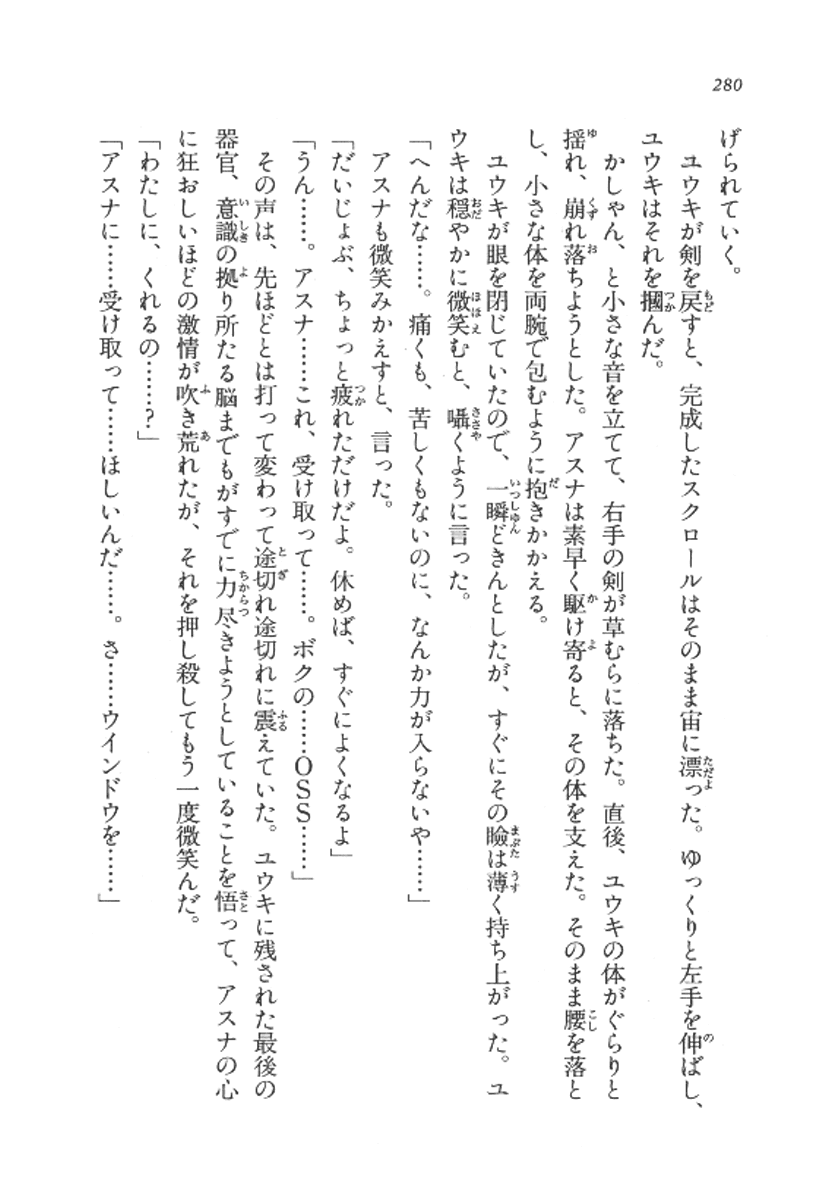 280
げられていく。
ユウキが剣を戻すと、完成したスクロールはそのまま宙に漂った。ゆっくりと左手を伸ばし、
ユウキはそれを摑んだ。
かしゃん、と小さな音を立てて、右手の剣が草むらに落ちた。直後、ユウキの体がぐらりと
揺れ、崩れ落ちようとした。アスナは素早く駆け寄ると、その体を支えた。そのまま腰を落と
し、小さな体を両腕で包むように抱きかかえる。
ユウキが眼を閉じていたので、一瞬どきんとしたが、すぐにその瞼は薄く持ち上がった。ユ
ウキは穏やかに微笑むと、囁くように言った。
「へんだな……。痛くも、苦しくもないのに、なんか力が入らないや……」
アスナも微笑みかえすと、言った。
「だいじょぶ、ちょっと疲れただけだよ。休めば、すぐによくなるよ」
「うん……。アスナ……これ、受け取って……。ボクの……ＯＳＳ……」
その声は、先ほどとは打って変わって途切れ途切れに震えていた。ユウキに残された最後の
器官、意識の拠り所たる脳までもがすでに力尽きようとしていることを悟って、アスナの心
に狂おしいほどの激情が吹き荒れたが、それを押し殺してもう一度微笑んだ。
「わたしに、くれるの……？」
「アスナに……受け取って……ほしいんだ……。さ……ウインドウを……」